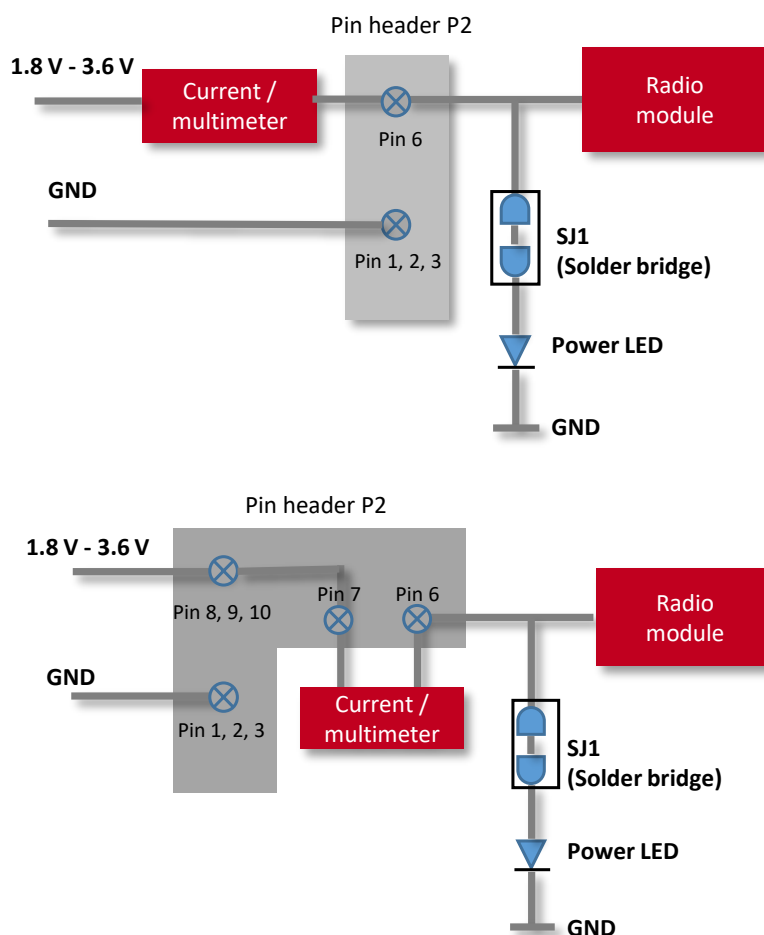 Pin header P2
1.8 V - 3.6 V
Current /
multimeter
Radio
module
Pin 6
GND
Pin 1, 2, 3
SJ1
(Solder bridge)
Power LED
GND
Pin header P2
1.8 V - 3.6 V
Pin 8, 9, 10
Pin 7
Pin 6
Radio
module
GND
Pin 1, 2, 3
Current /
multimeter
SJ1
(Solder bridge)
Power LED
GND